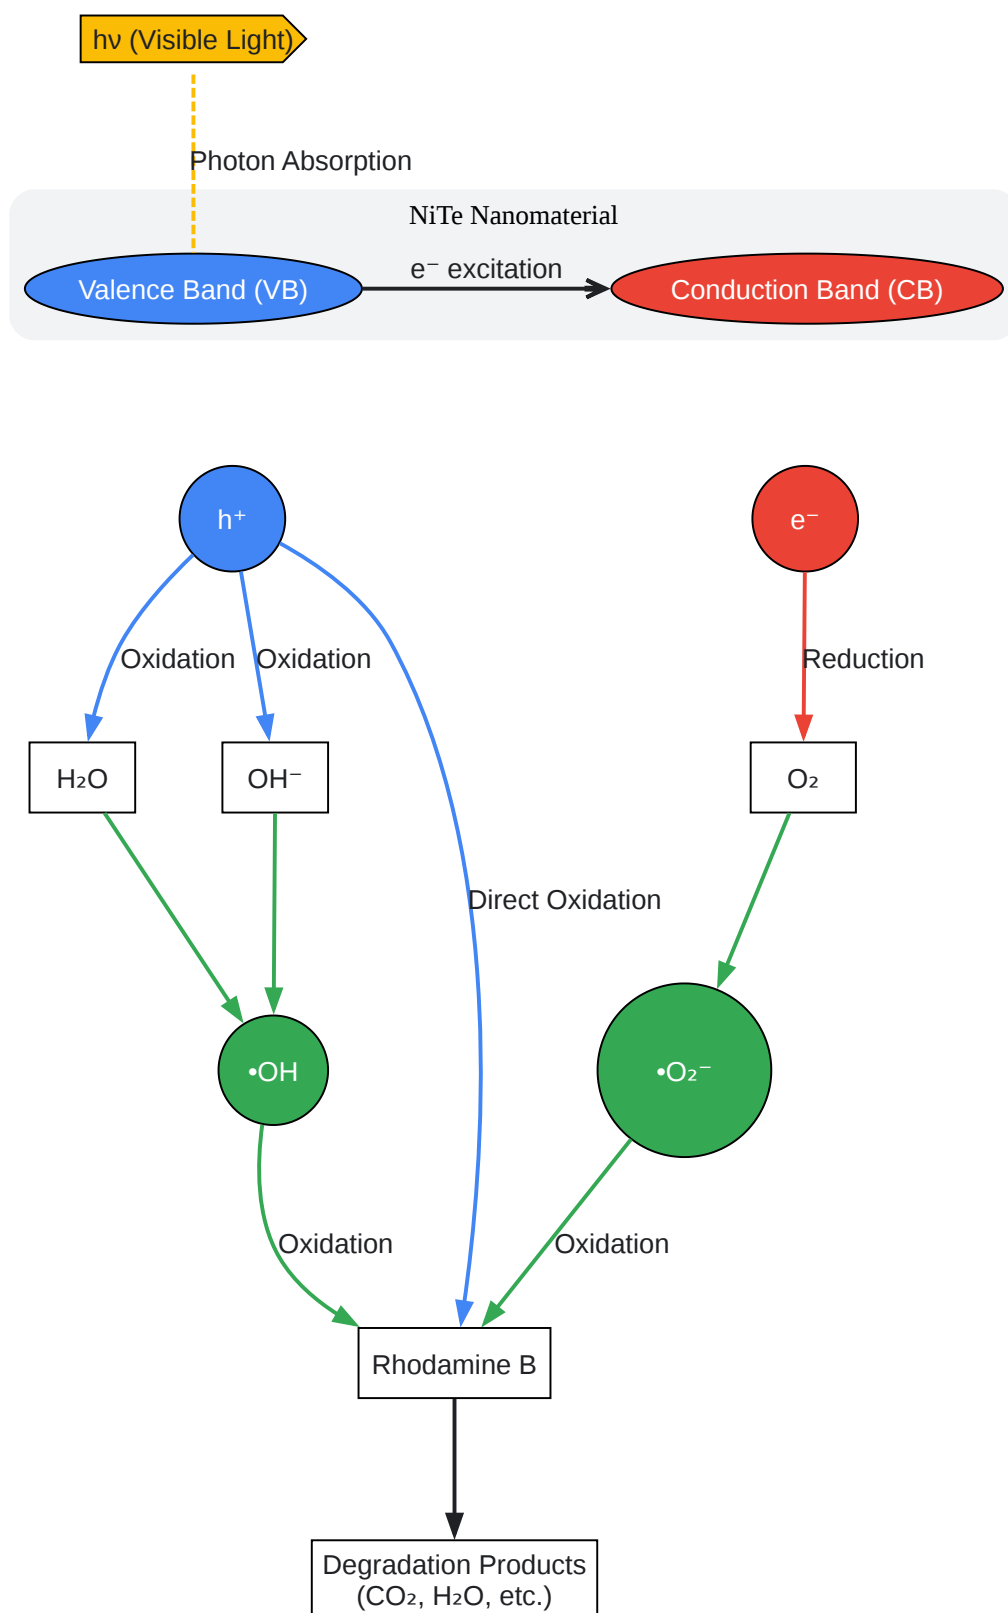 hν (Visible Light)
Photon Absorption
NiTe Nanomaterial
e⁻ excitation
Valence Band (VB)
Conduction Band (CB)
h⁺
e⁻
Oxidation
Oxidation
Reduction
H₂O
OH⁻
O₂
Direct Oxidation
•OH
•O₂⁻
Oxidation
Oxidation
Rhodamine B
Degradation Products
(CO₂, H₂O, etc.)